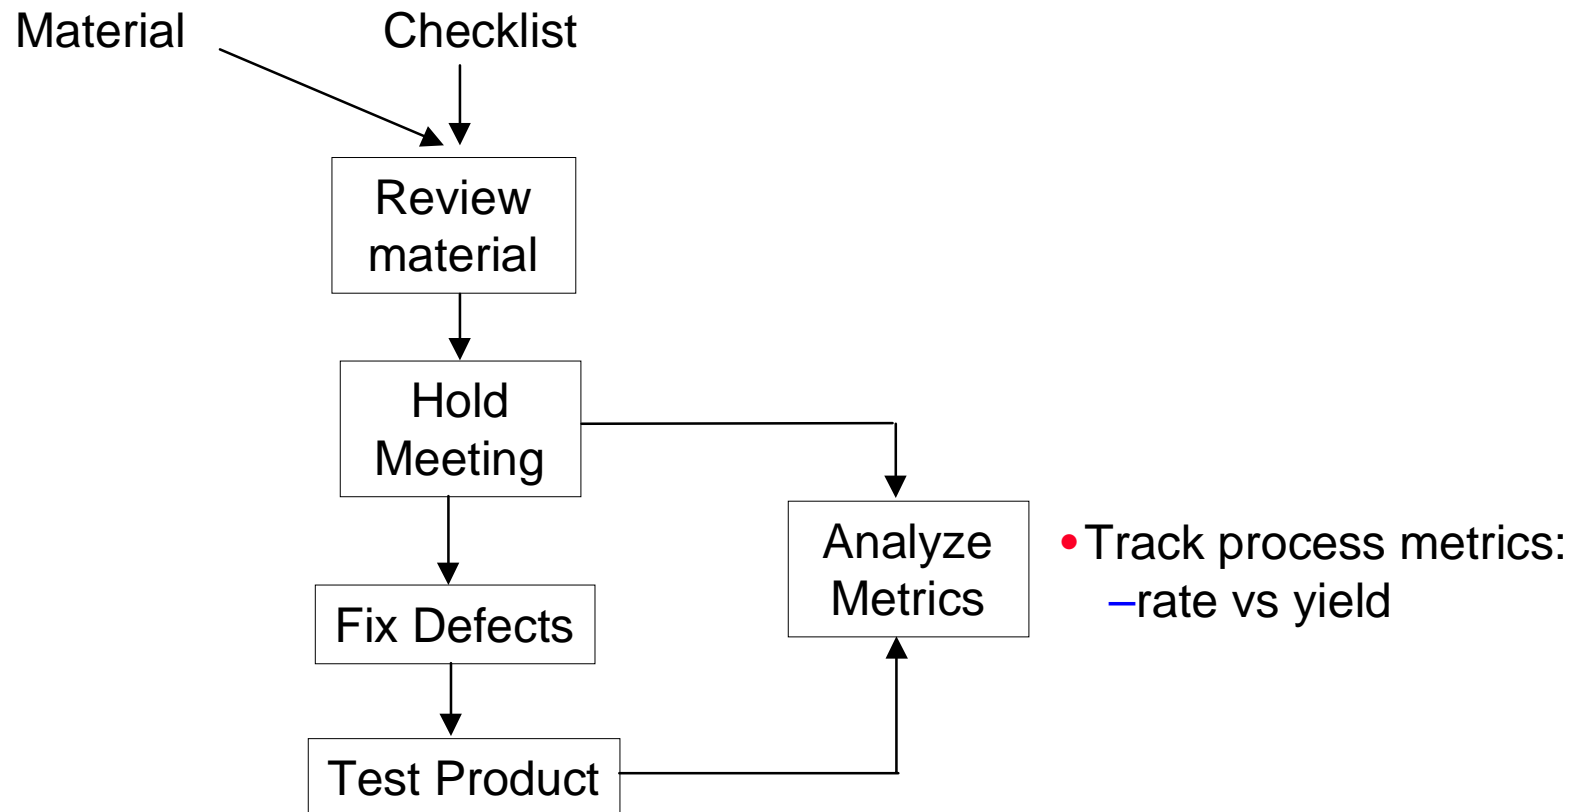 Material
Checklist
Review
material
Hold
Meeting
Analyze
Metrics
•Track process metrics:
–rate vs yield
Fix Defects
Test Product